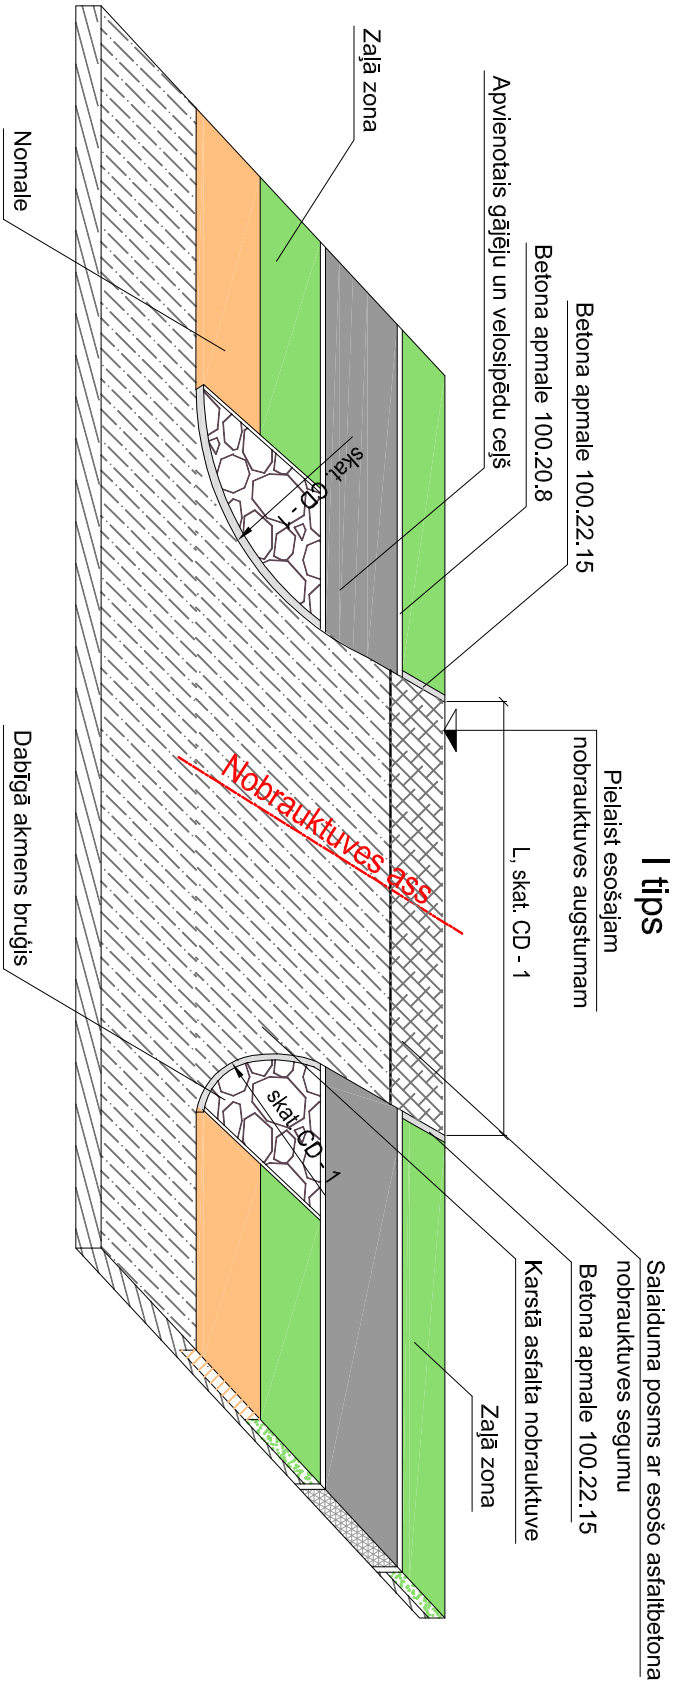 I tips
Pielaist esošajam
nobrauktuves augstumam
L, skat. CD - 1
Betona apmale 100.22.15
Betona apmale 100.20.8
Apvienotais gājēju un velosipēdu ceļš
Zaļā zona
Nomale
skat. CD - 1
Nobrauktuves ass
skat. CD - 1
Dabīgā akmens bruģis
Salaiduma posms ar esošo asfaltbetona
nobrauktuves segumu
Betona apmale 100.22.15
Karstā asfalta nobrauktuve
Zaļā zona